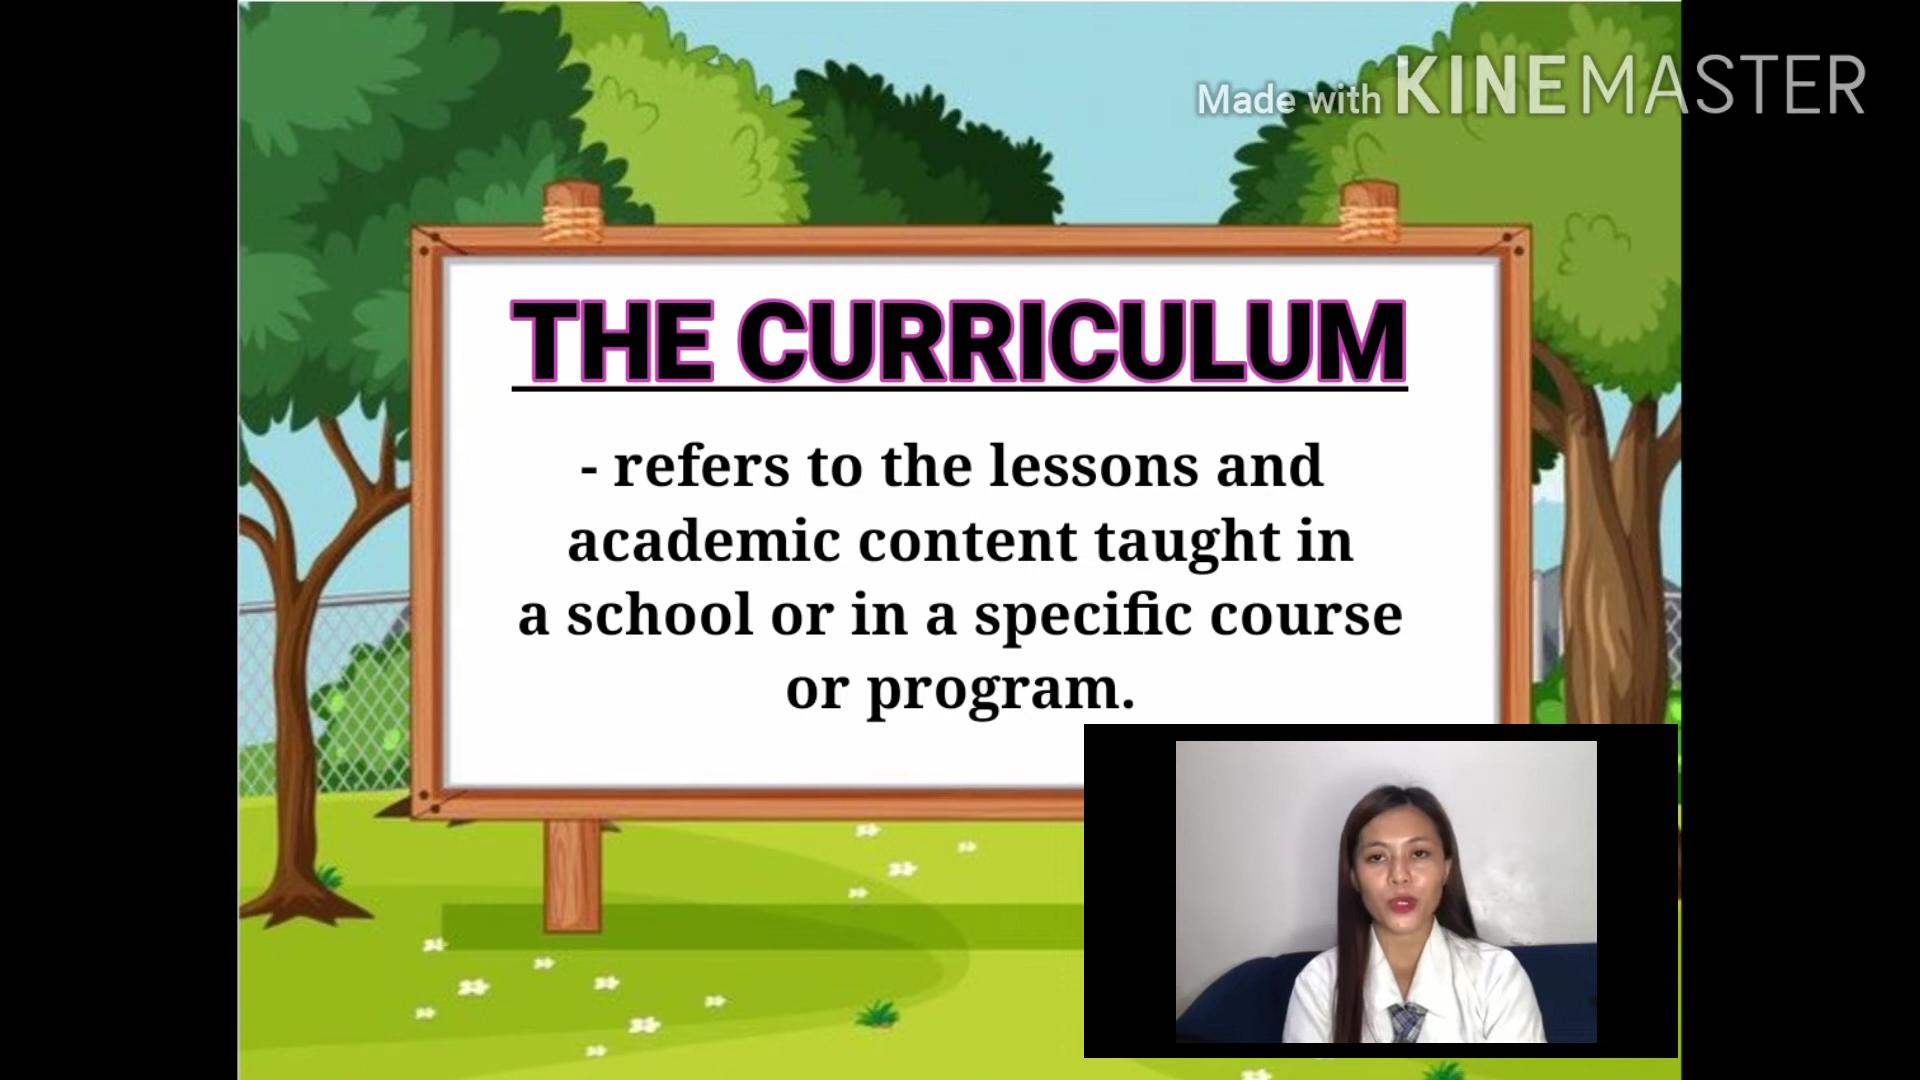 Made with KINEMASTER
THE CURRICULUM
- refers to the lessons and
academic content taught in
a school or in a specific course
or program.